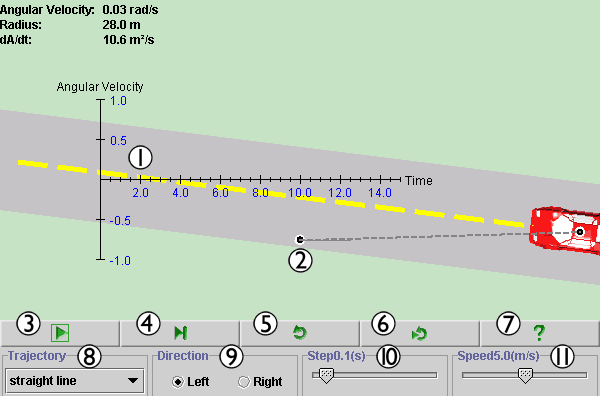 Angular Velocity: 0.03 rad/s
Radius: 28.0 m
dA/dt: 10.6 m²/s
Angular Velocity
1.0
0.5
①
Time
2.0 4.0 6.0 8.0 10.0 12.0 14.0
-0.5
②
-1.0
③ ④ ⑤ ⑥ ⑦ ?
Trajectory ⑧ Direction ⑨ Step0.1(s) ⑩ Speed5.0(m/s) ⑪
straight line Left Right